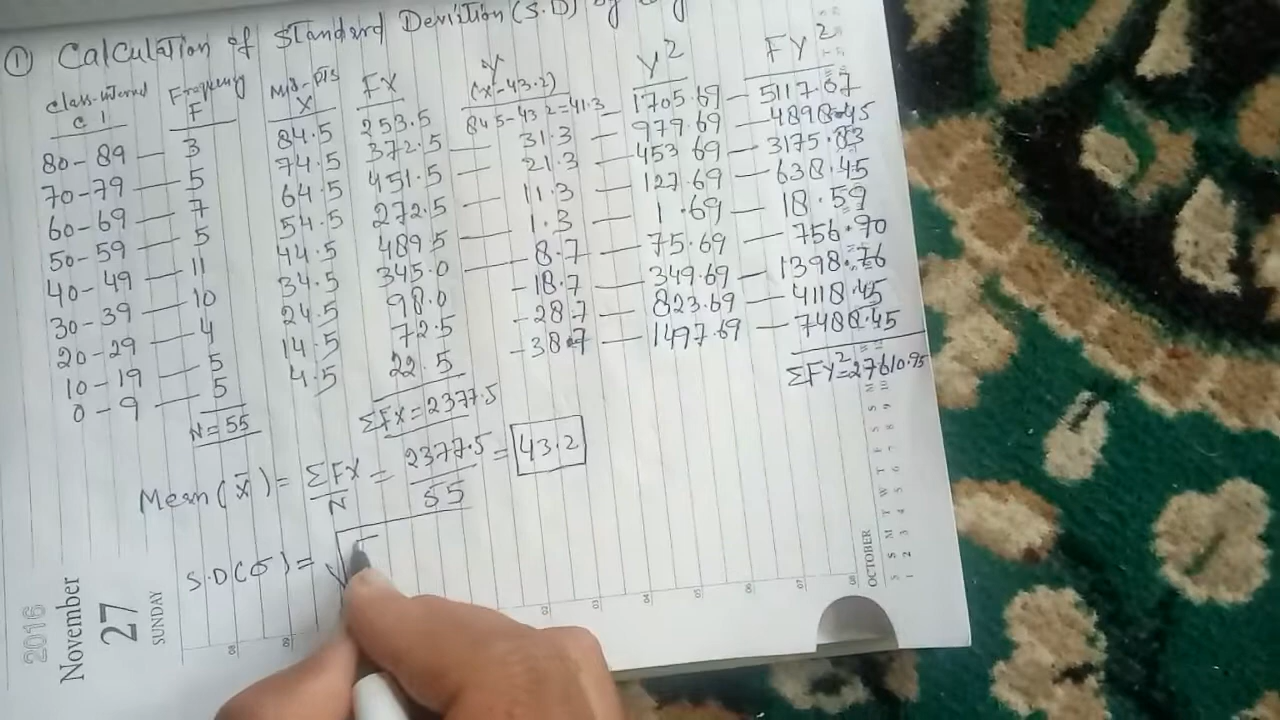 ① Calculation of Standard Deviation (S.D) by
Class-interval C I Frequency F Mid-pts X FX Y (X-43.2) Y² FY²
80-89 — 3 84.5 253.5 84.5-43.2=41.3 — 1705.69 — 5117.07
70-79 — 5 74.5 372.5 — 31.3 — 979.69 — 4898.45
60-69 — 7 64.5 451.5 — 21.3 — 453.69 — 3175.83
50-59 — 5 54.5 272.5 — 11.3 — 127.69 — 638.45
40-49 — 11 44.5 489.5 — 1.3 — 1.69 — 18.59
30-39 — 10 34.5 345.0 — 8.7 — 75.69 — 756.90
20-29 — 4 24.5 98.0 -18.7 — 349.69 — 1398.76
10-19 — 5 14.5 72.5 -28.7 — 823.69 — 4118.45
0-9 — 5 4.5 22.5 -38.7 — 1497.69 — 7488.45
N=55 ΣFX=2377.5 ΣFY²=27610.95
Mean(x̄) = ΣFX/N = 2377.5/55 = 43.2
S.D(σ) = √
2016
November
27
SUNDAY
OCTOBER